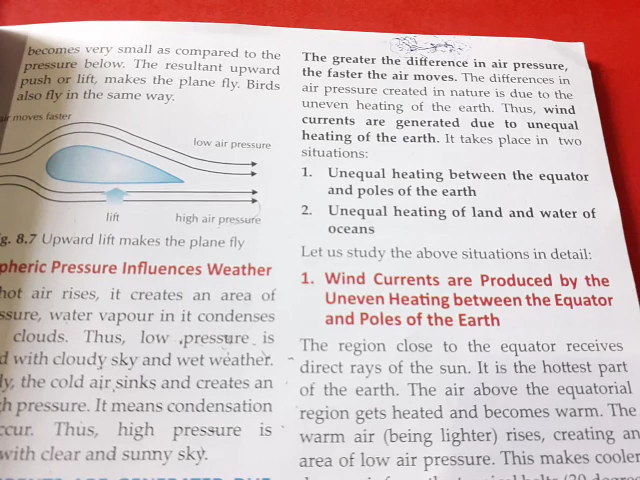 becomes very small as compared to the
pressure below. The resultant upward
push or lift, makes the plane fly. Birds
also fly in the same way.
air moves faster
low air pressure
lift
high air pressure
8.7 Upward lift makes the plane fly
pheric Pressure Influences Weather
hot air rises, it creates an area of
ssure, water vapour in it condenses
clouds. Thus, low pressure is
d with cloudy sky and wet weather.
ly, the cold air sinks and creates an
h pressure. It means condensation
ccur. Thus, high pressure is
with clear and sunny sky.
The greater the difference in air pressure,
the faster the air moves. The differences in
air pressure created in nature is due to the
uneven heating of the earth. Thus, wind
currents are generated due to unequal
heating of the earth. It takes place in two
situations:
1. Unequal heating between the equator
and poles of the earth
2. Unequal heating of land and water of
oceans
Let us study the above situations in detail:
1. Wind Currents are Produced by the
Uneven Heating between the Equator
and Poles of the Earth
The region close to the equator receives
direct rays of the sun. It is the hottest part
of the earth. The air above the equatorial
region gets heated and becomes warm. The
warm air (being lighter) rises, creating an
area of low air pressure. This makes cooler